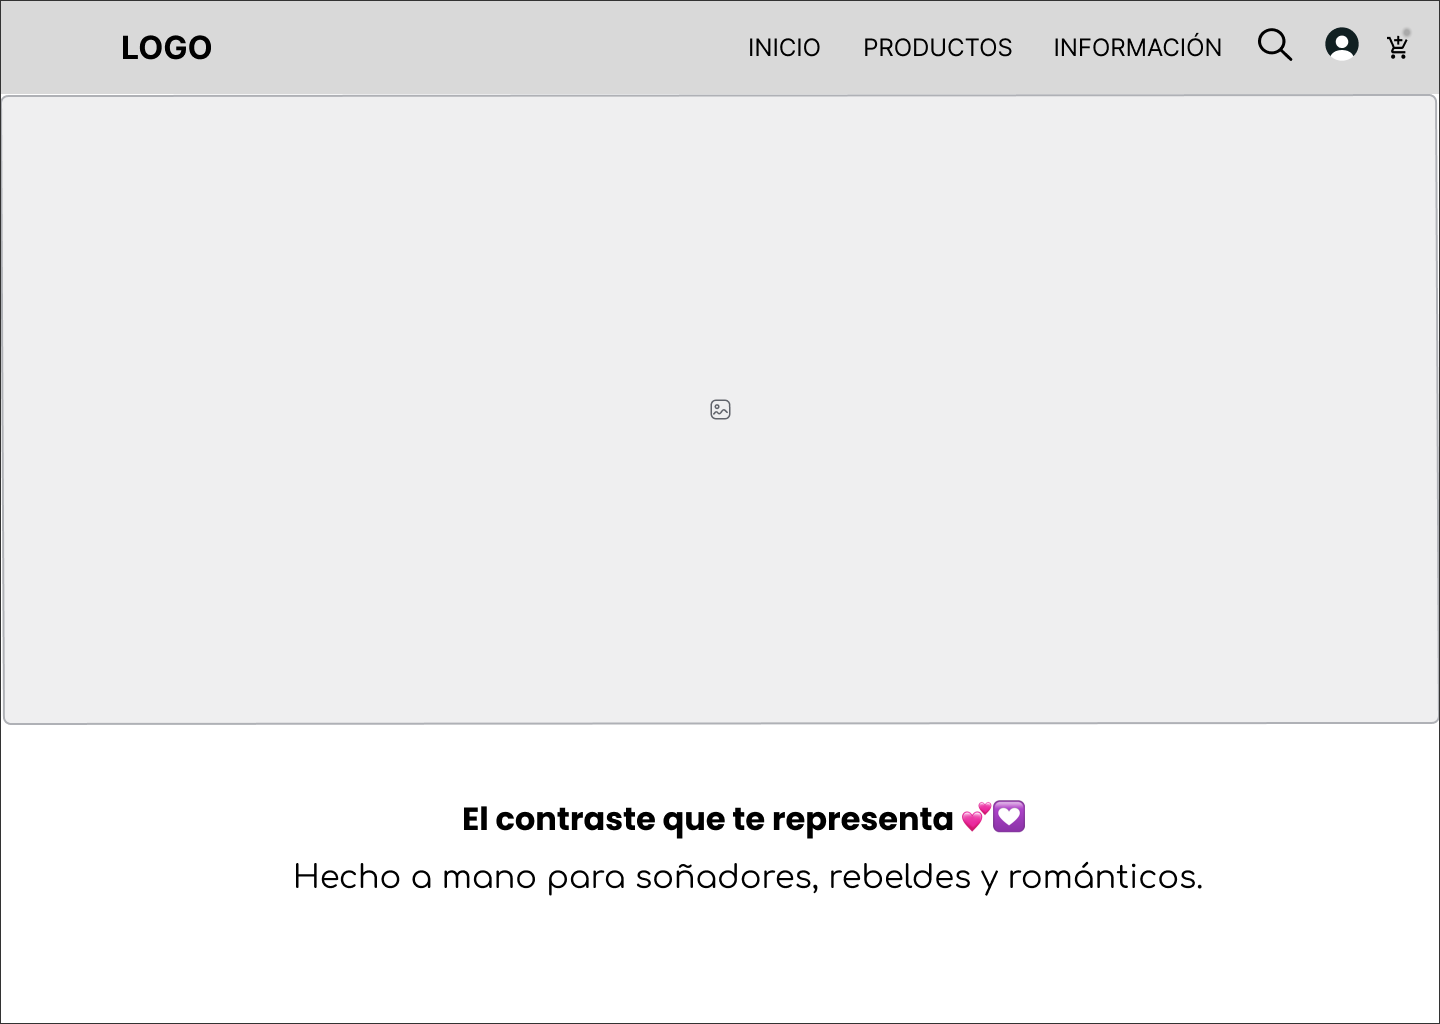 LOGO
INICIO PRODUCTOS INFORMACIÓN
El contraste que te representa 💕💟
Hecho a mano para soñadores, rebeldes y románticos.